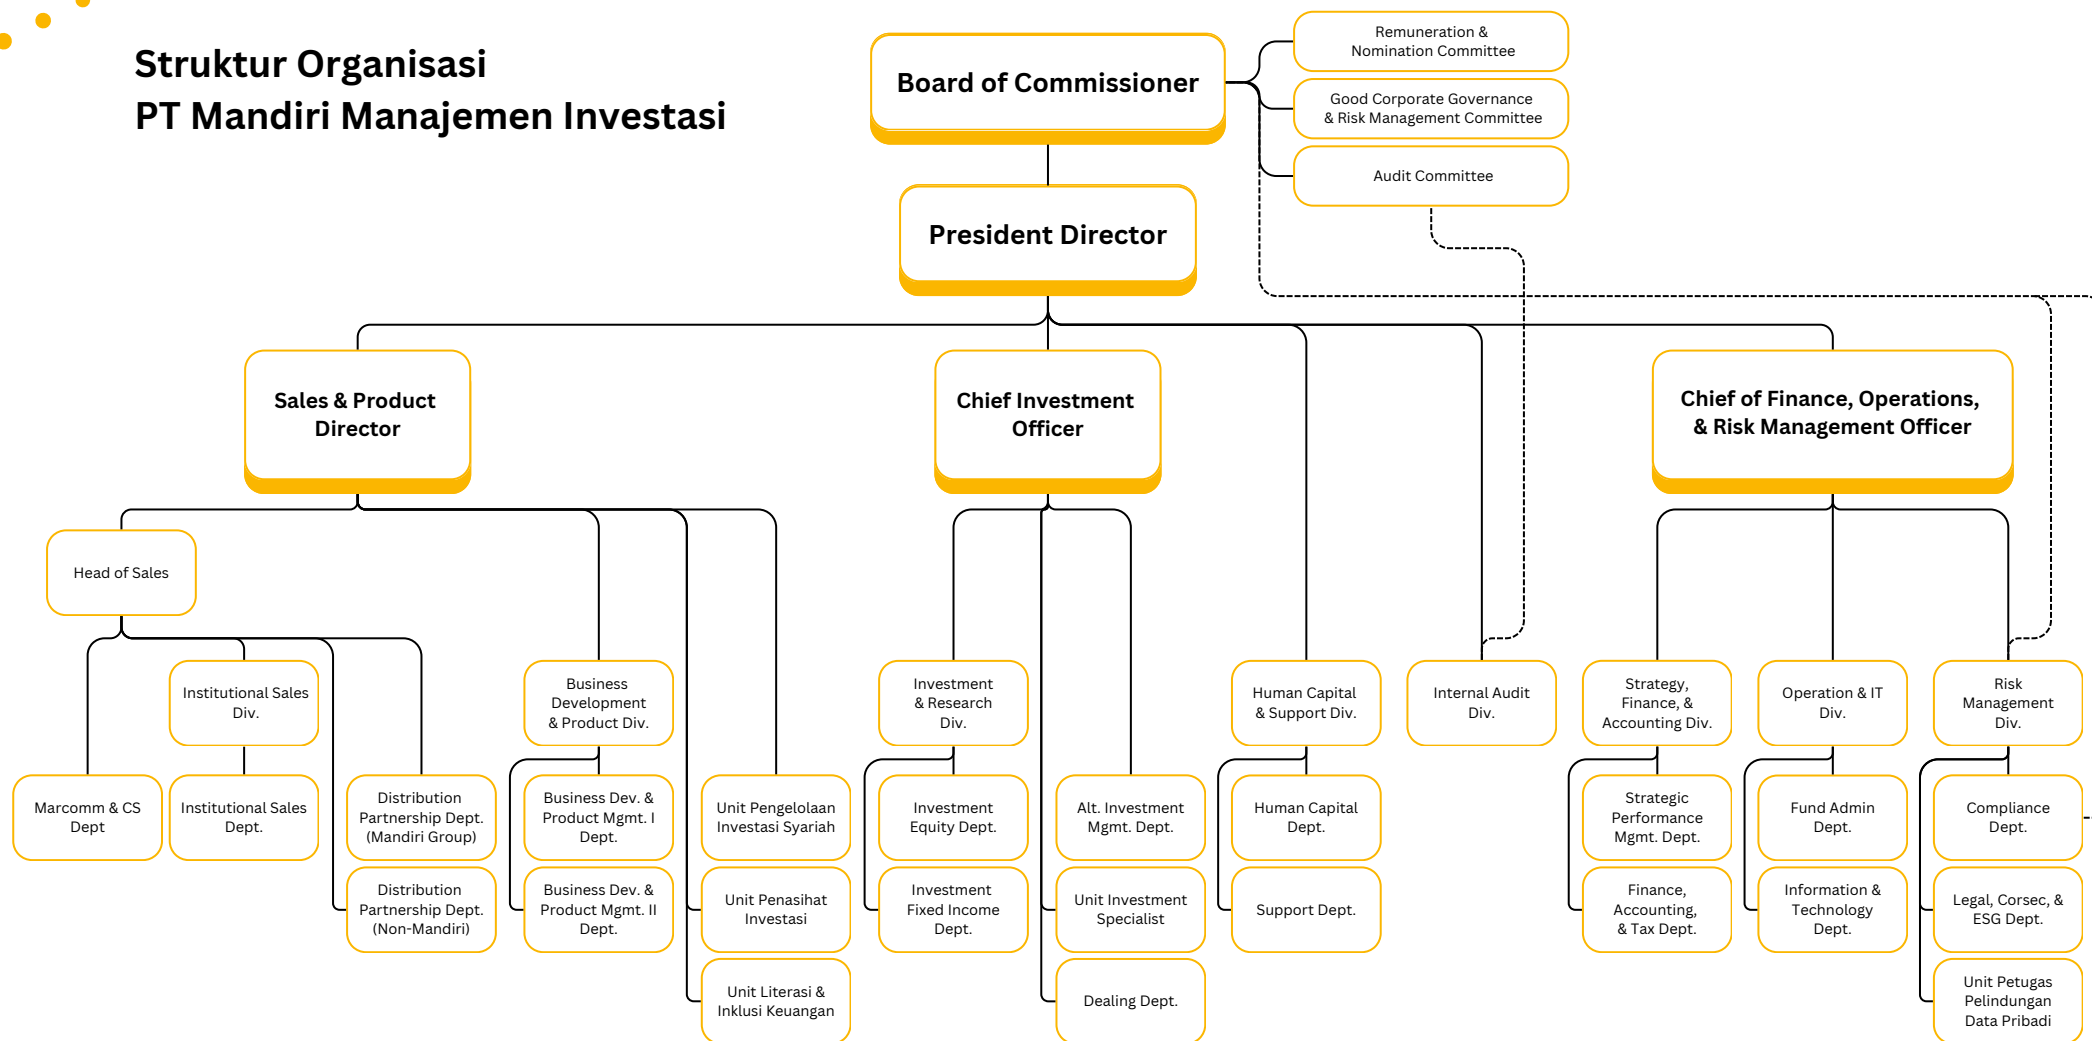 Struktur Organisasi
PT Mandiri Manajemen Investasi
Board of Commissioner
Remuneration &
Nomination Committee
Good Corporate Governance
& Risk Management Committee
Audit Committee
President Director
Sales & Product
Director
Chief Investment
Officer
Chief of Finance, Operations,
& Risk Management Officer
Head of Sales
Institutional Sales
Div.
Business
Development
& Product Div.
Investment
& Research
Div.
Human Capital
& Support Div.
Internal Audit
Div.
Strategy,
Finance, &
Accounting Div.
Operation & IT
Div.
Risk
Management
Div.
Marcomm & CS
Dept
Institutional Sales
Dept.
Distribution
Partnership Dept.
(Mandiri Group)
Business Dev. &
Product Mgmt. I
Dept.
Unit Pengelolaan
Investasi Syariah
Investment
Equity Dept.
Alt. Investment
Mgmt. Dept.
Human Capital
Dept.
Strategic
Performance
Mgmt. Dept.
Fund Admin
Dept.
Compliance
Dept.
Distribution
Partnership Dept.
(Non-Mandiri)
Business Dev. &
Product Mgmt. II
Dept.
Unit Penasihat
Investasi
Investment
Fixed Income
Dept.
Unit Investment
Specialist
Support Dept.
Finance,
Accounting,
& Tax Dept.
Information &
Technology
Dept.
Legal, Corsec, &
ESG Dept.
Unit Literasi &
Inklusi Keuangan
Dealing Dept.
Unit Petugas
Pelindungan
Data Pribadi